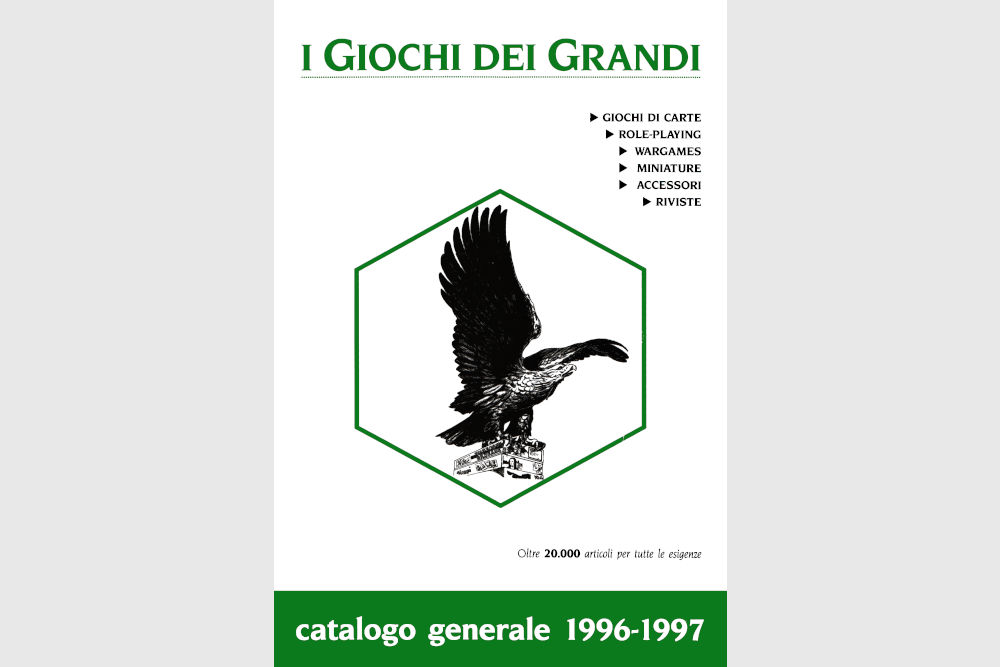 I GIOCHI DEI GRANDI
▶ GIOCHI DI CARTE
▶ ROLE-PLAYING
▶ WARGAMES
▶ MINIATURE
▶ ACCESSORI
▶ RIVISTE
Oltre 20.000 articoli per tutte le esigenze
catalogo generale 1996-1997